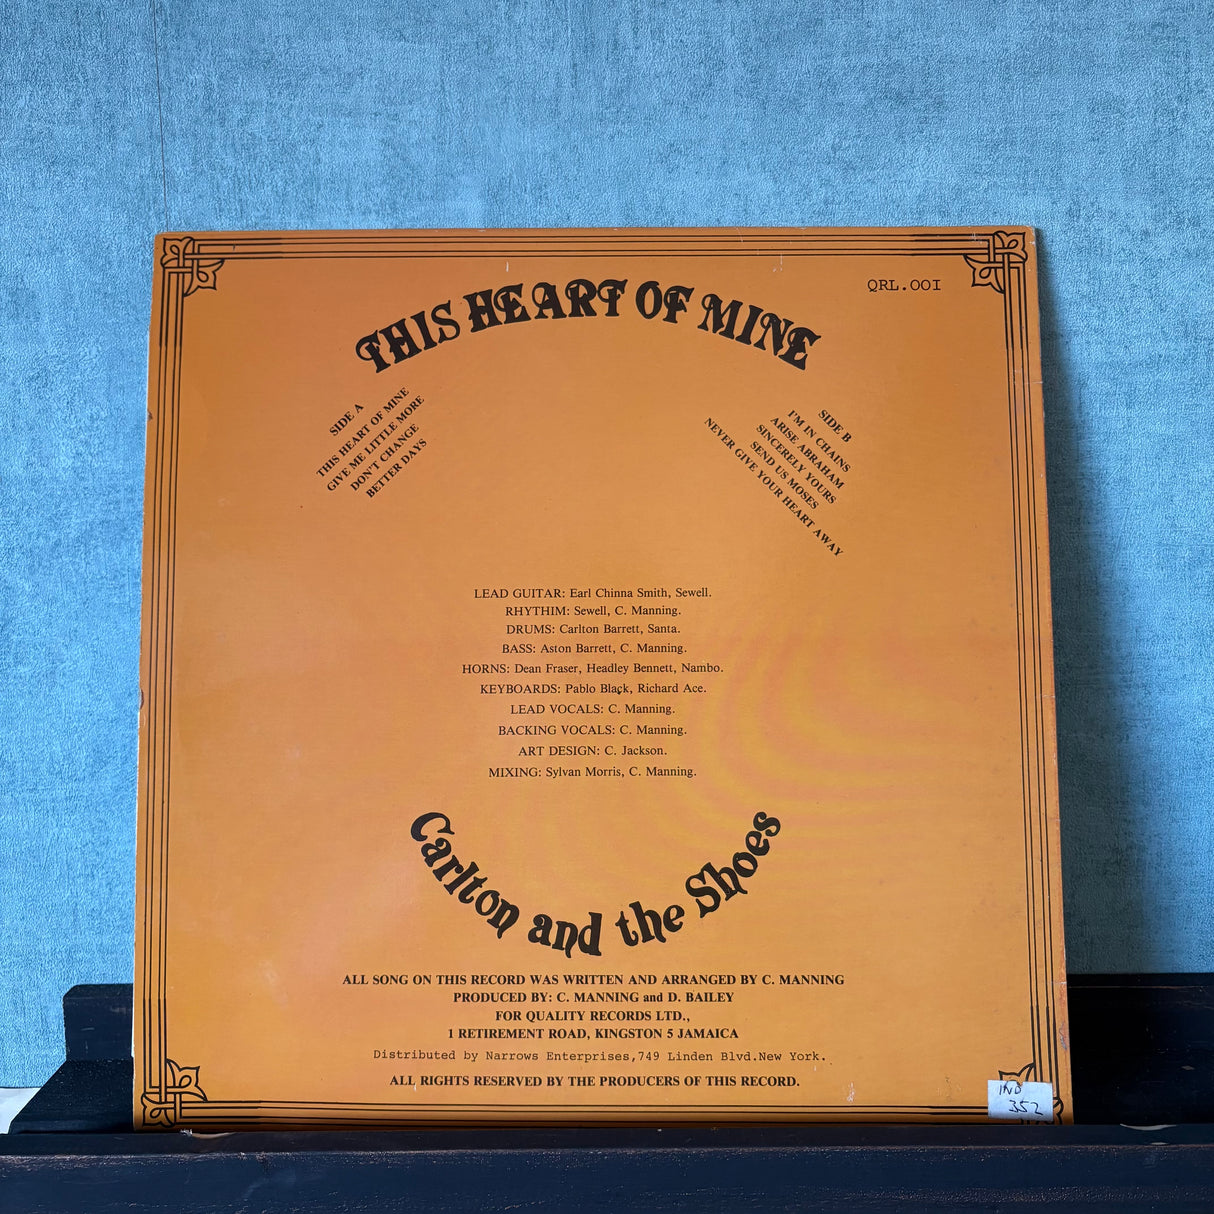 QRL.001
THIS HEART OF MINE
SIDE A
THIS HEART OF MINE
GIVE ME LITTLE MORE
DON'T CHANGE
BETTER DAYS
SIDE B
I'M IN CHAINS
ARISE ABRAHAM
SINCERELY YOURS
SEND US MOSES
NEVER GIVE YOUR HEART AWAY
LEAD GUITAR: Earl Chinna Smith, Sewell.
RHYTHIM: Sewell, C. Manning.
DRUMS: Carlton Barrett, Santa.
BASS: Aston Barrett, C. Manning.
HORNS: Dean Fraser, Headley Bennett, Nambo.
KEYBOARDS: Pablo Black, Richard Ace.
LEAD VOCALS: C. Manning.
BACKING VOCALS: C. Manning.
ART DESIGN: C. Jackson.
MIXING: Sylvan Morris, C. Manning.
Carlton and the Shoes
ALL SONG ON THIS RECORD WAS WRITTEN AND ARRANGED BY C. MANNING
PRODUCED BY: C. MANNING and D. BAILEY
FOR QUALITY RECORDS LTD.,
1 RETIREMENT ROAD, KINGSTON 5 JAMAICA
Distributed by Narrows Enterprises,749 Linden Blvd.New York.
ALL RIGHTS RESERVED BY THE PRODUCERS OF THIS RECORD.
352